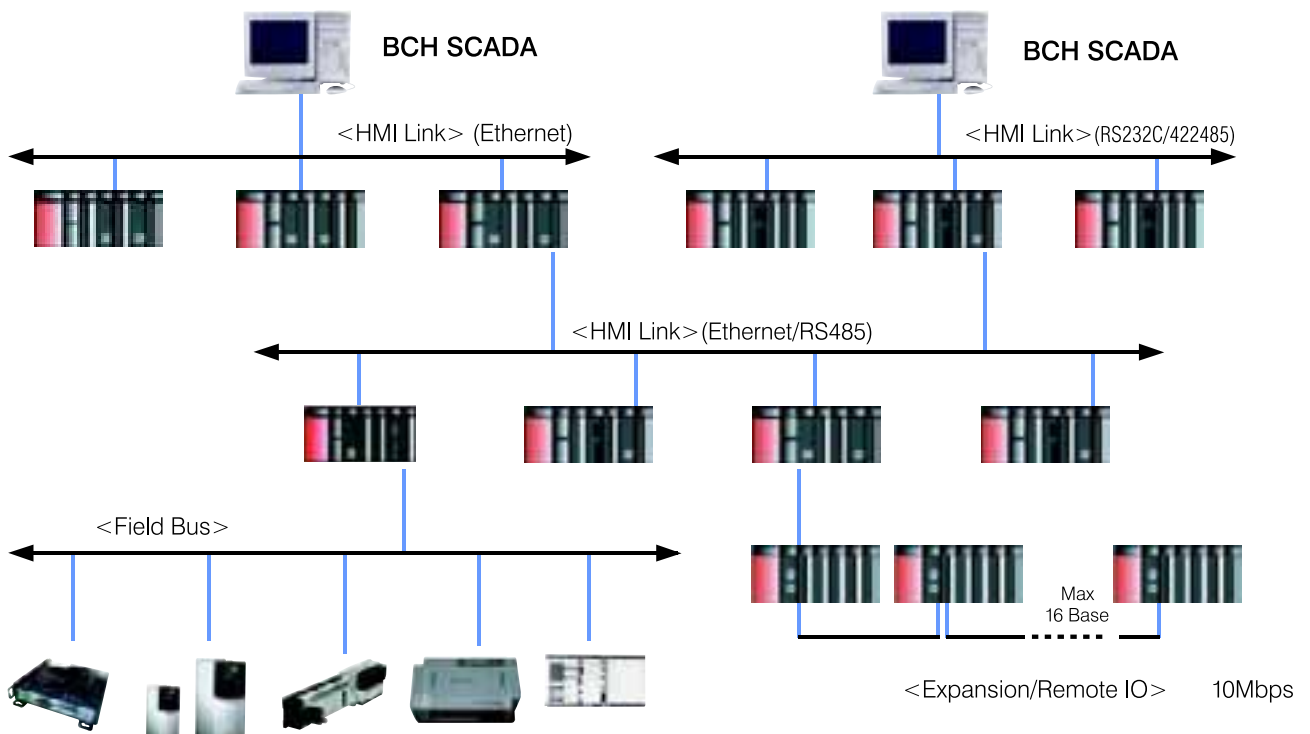 BCH SCADA
BCH SCADA
<HMI Link> (Ethernet)
<HMI Link>(RS232C/422485)
<HMI Link>(Ethernet/RS485)
<Field Bus>
Max
16 Base
<Expansion/Remote IO> 10Mbps